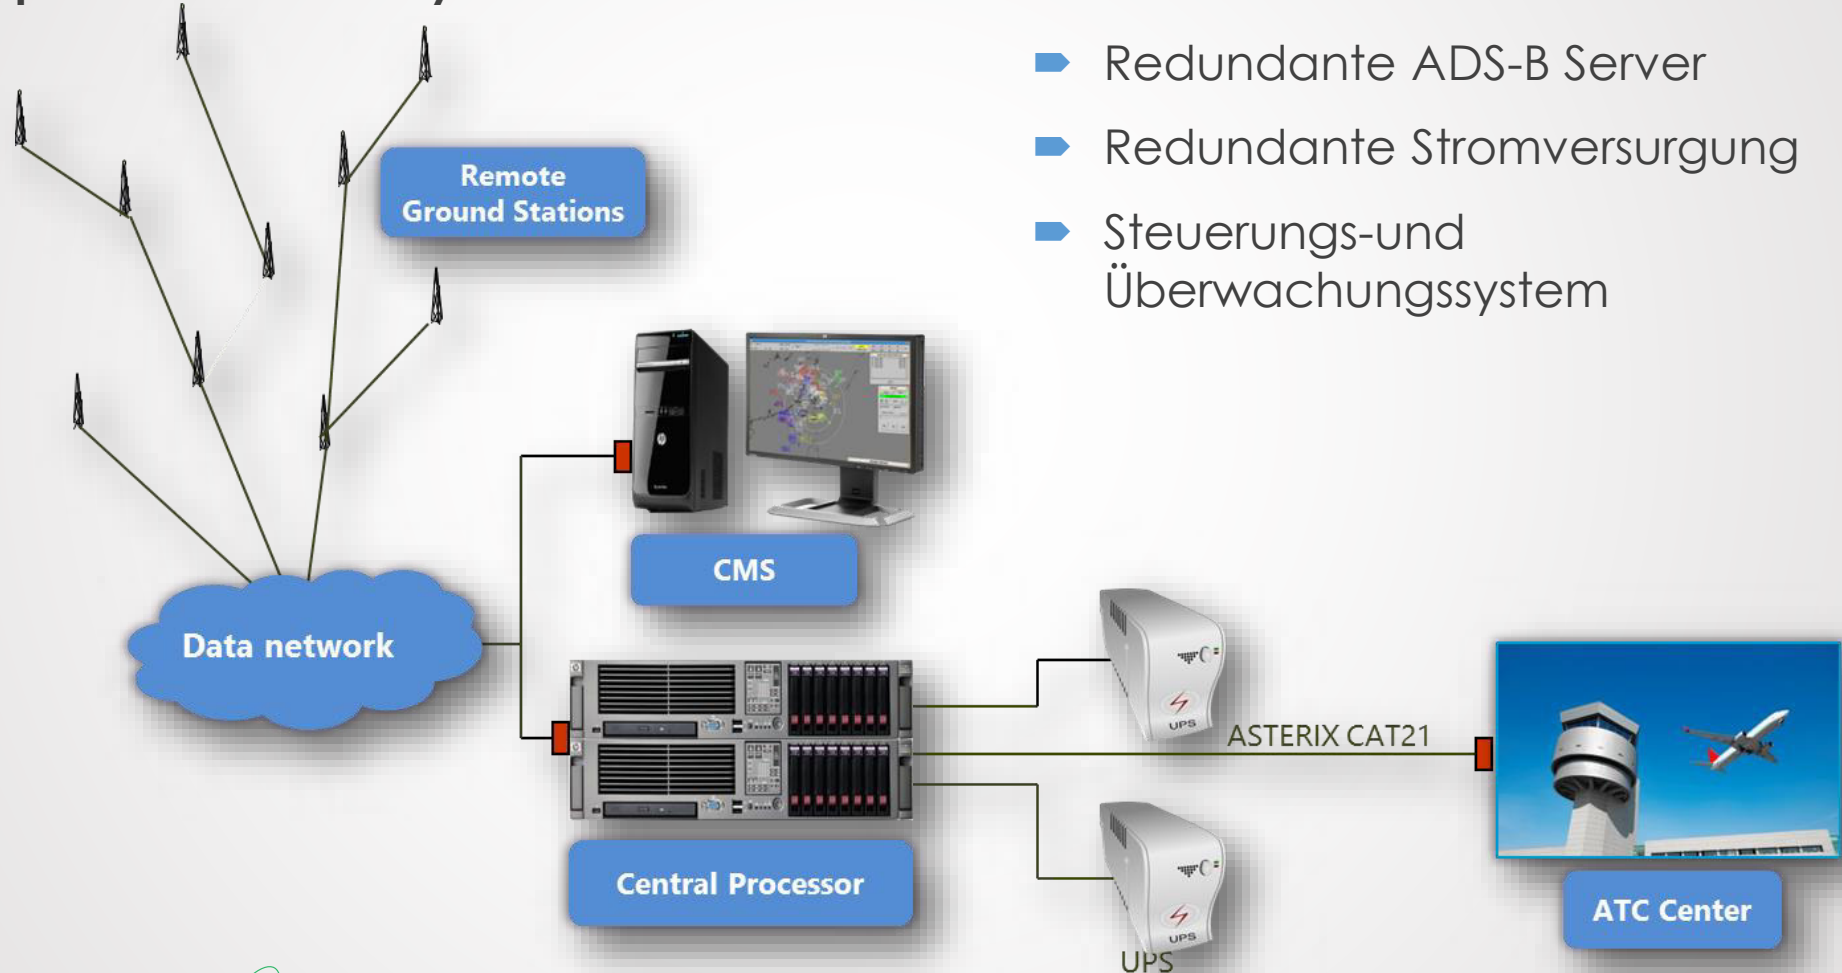 Redundante ADS-B Server
Redundante Stromversurgung
Steuerungs-und
Überwachungssystem
Remote
Ground Stations
CMS
Data network
UPS
ASTERIX CAT21
Central Processor
UPS
UPS
ATC Center